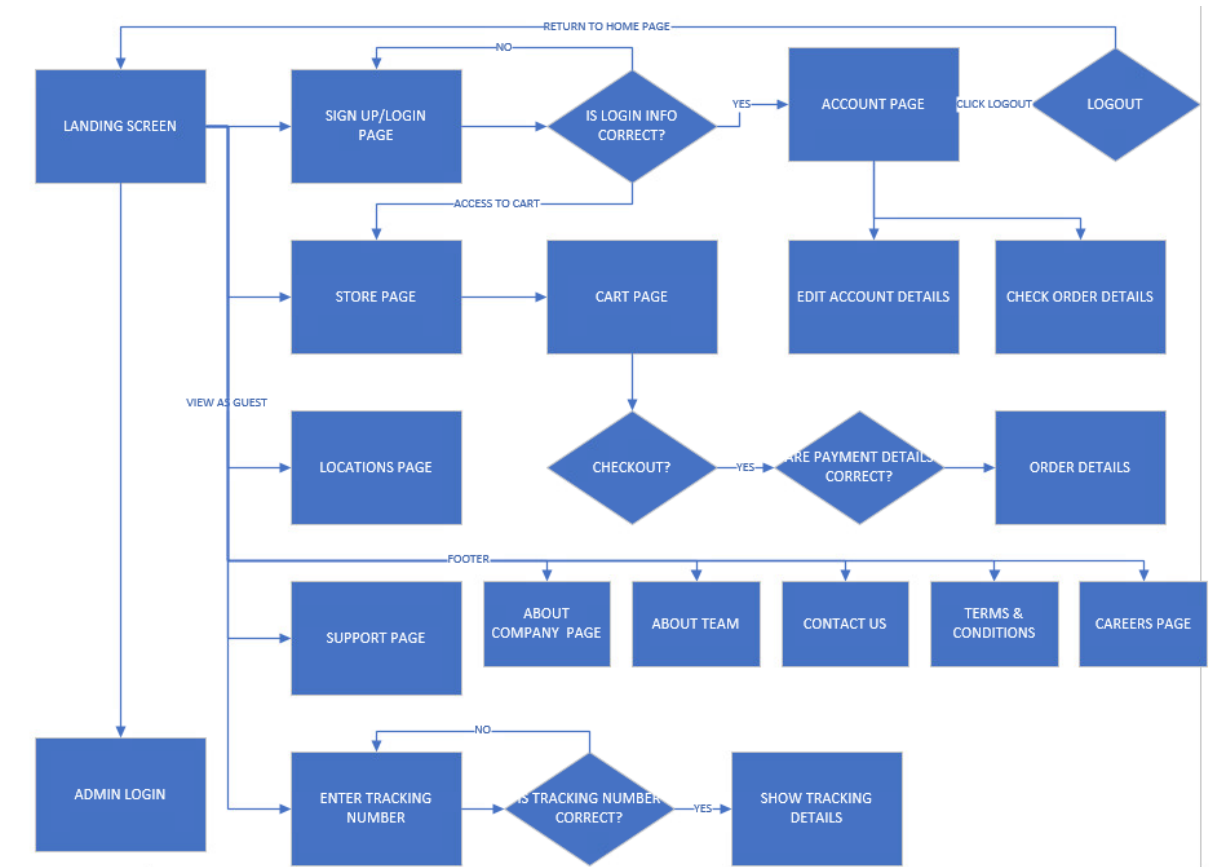 RETURN TO HOME PAGE
NO
LANDING SCREEN
SIGN UP/LOGIN
PAGE
IS LOGIN INFO
CORRECT?
YES
ACCOUNT PAGE
CLICK LOGOUT
LOGOUT
ACCESS TO CART
STORE PAGE
CART PAGE
EDIT ACCOUNT DETAILS
CHECK ORDER DETAILS
VIEW AS GUEST
LOCATIONS PAGE
CHECKOUT?
YES
ARE PAYMENT DETAILS
CORRECT?
ORDER DETAILS
FOOTER
SUPPORT PAGE
ABOUT
COMPANY PAGE
ABOUT TEAM
CONTACT US
TERMS &
CONDITIONS
CAREERS PAGE
NO
ADMIN LOGIN
ENTER TRACKING
NUMBER
IS TRACKING NUMBER
CORRECT?
YES
SHOW TRACKING
DETAILS